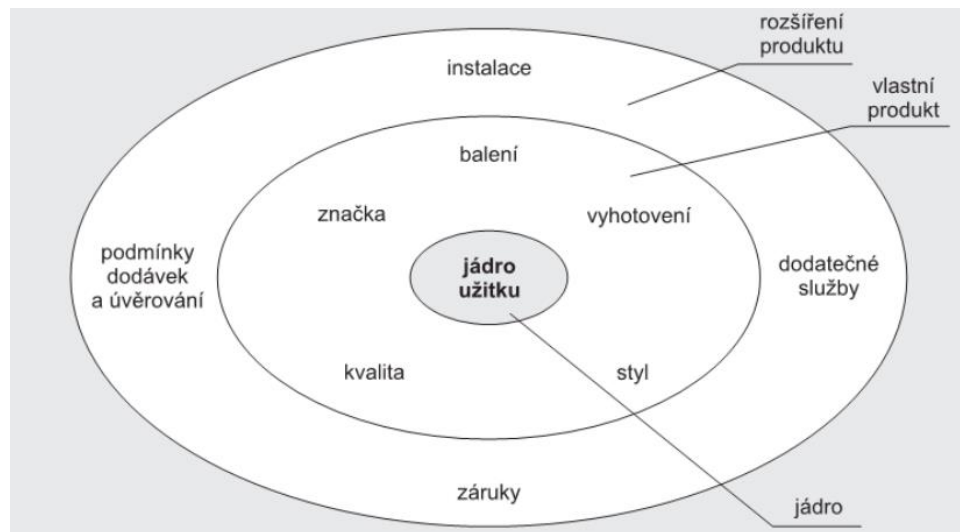 rozšíření
produktu
instalace
vlastní
produkt
balení
značka
vyhotovení
podmínky
dodávek
a úvěrování
jádro
užitku
dodatečné
služby
kvalita
styl
záruky
jádro